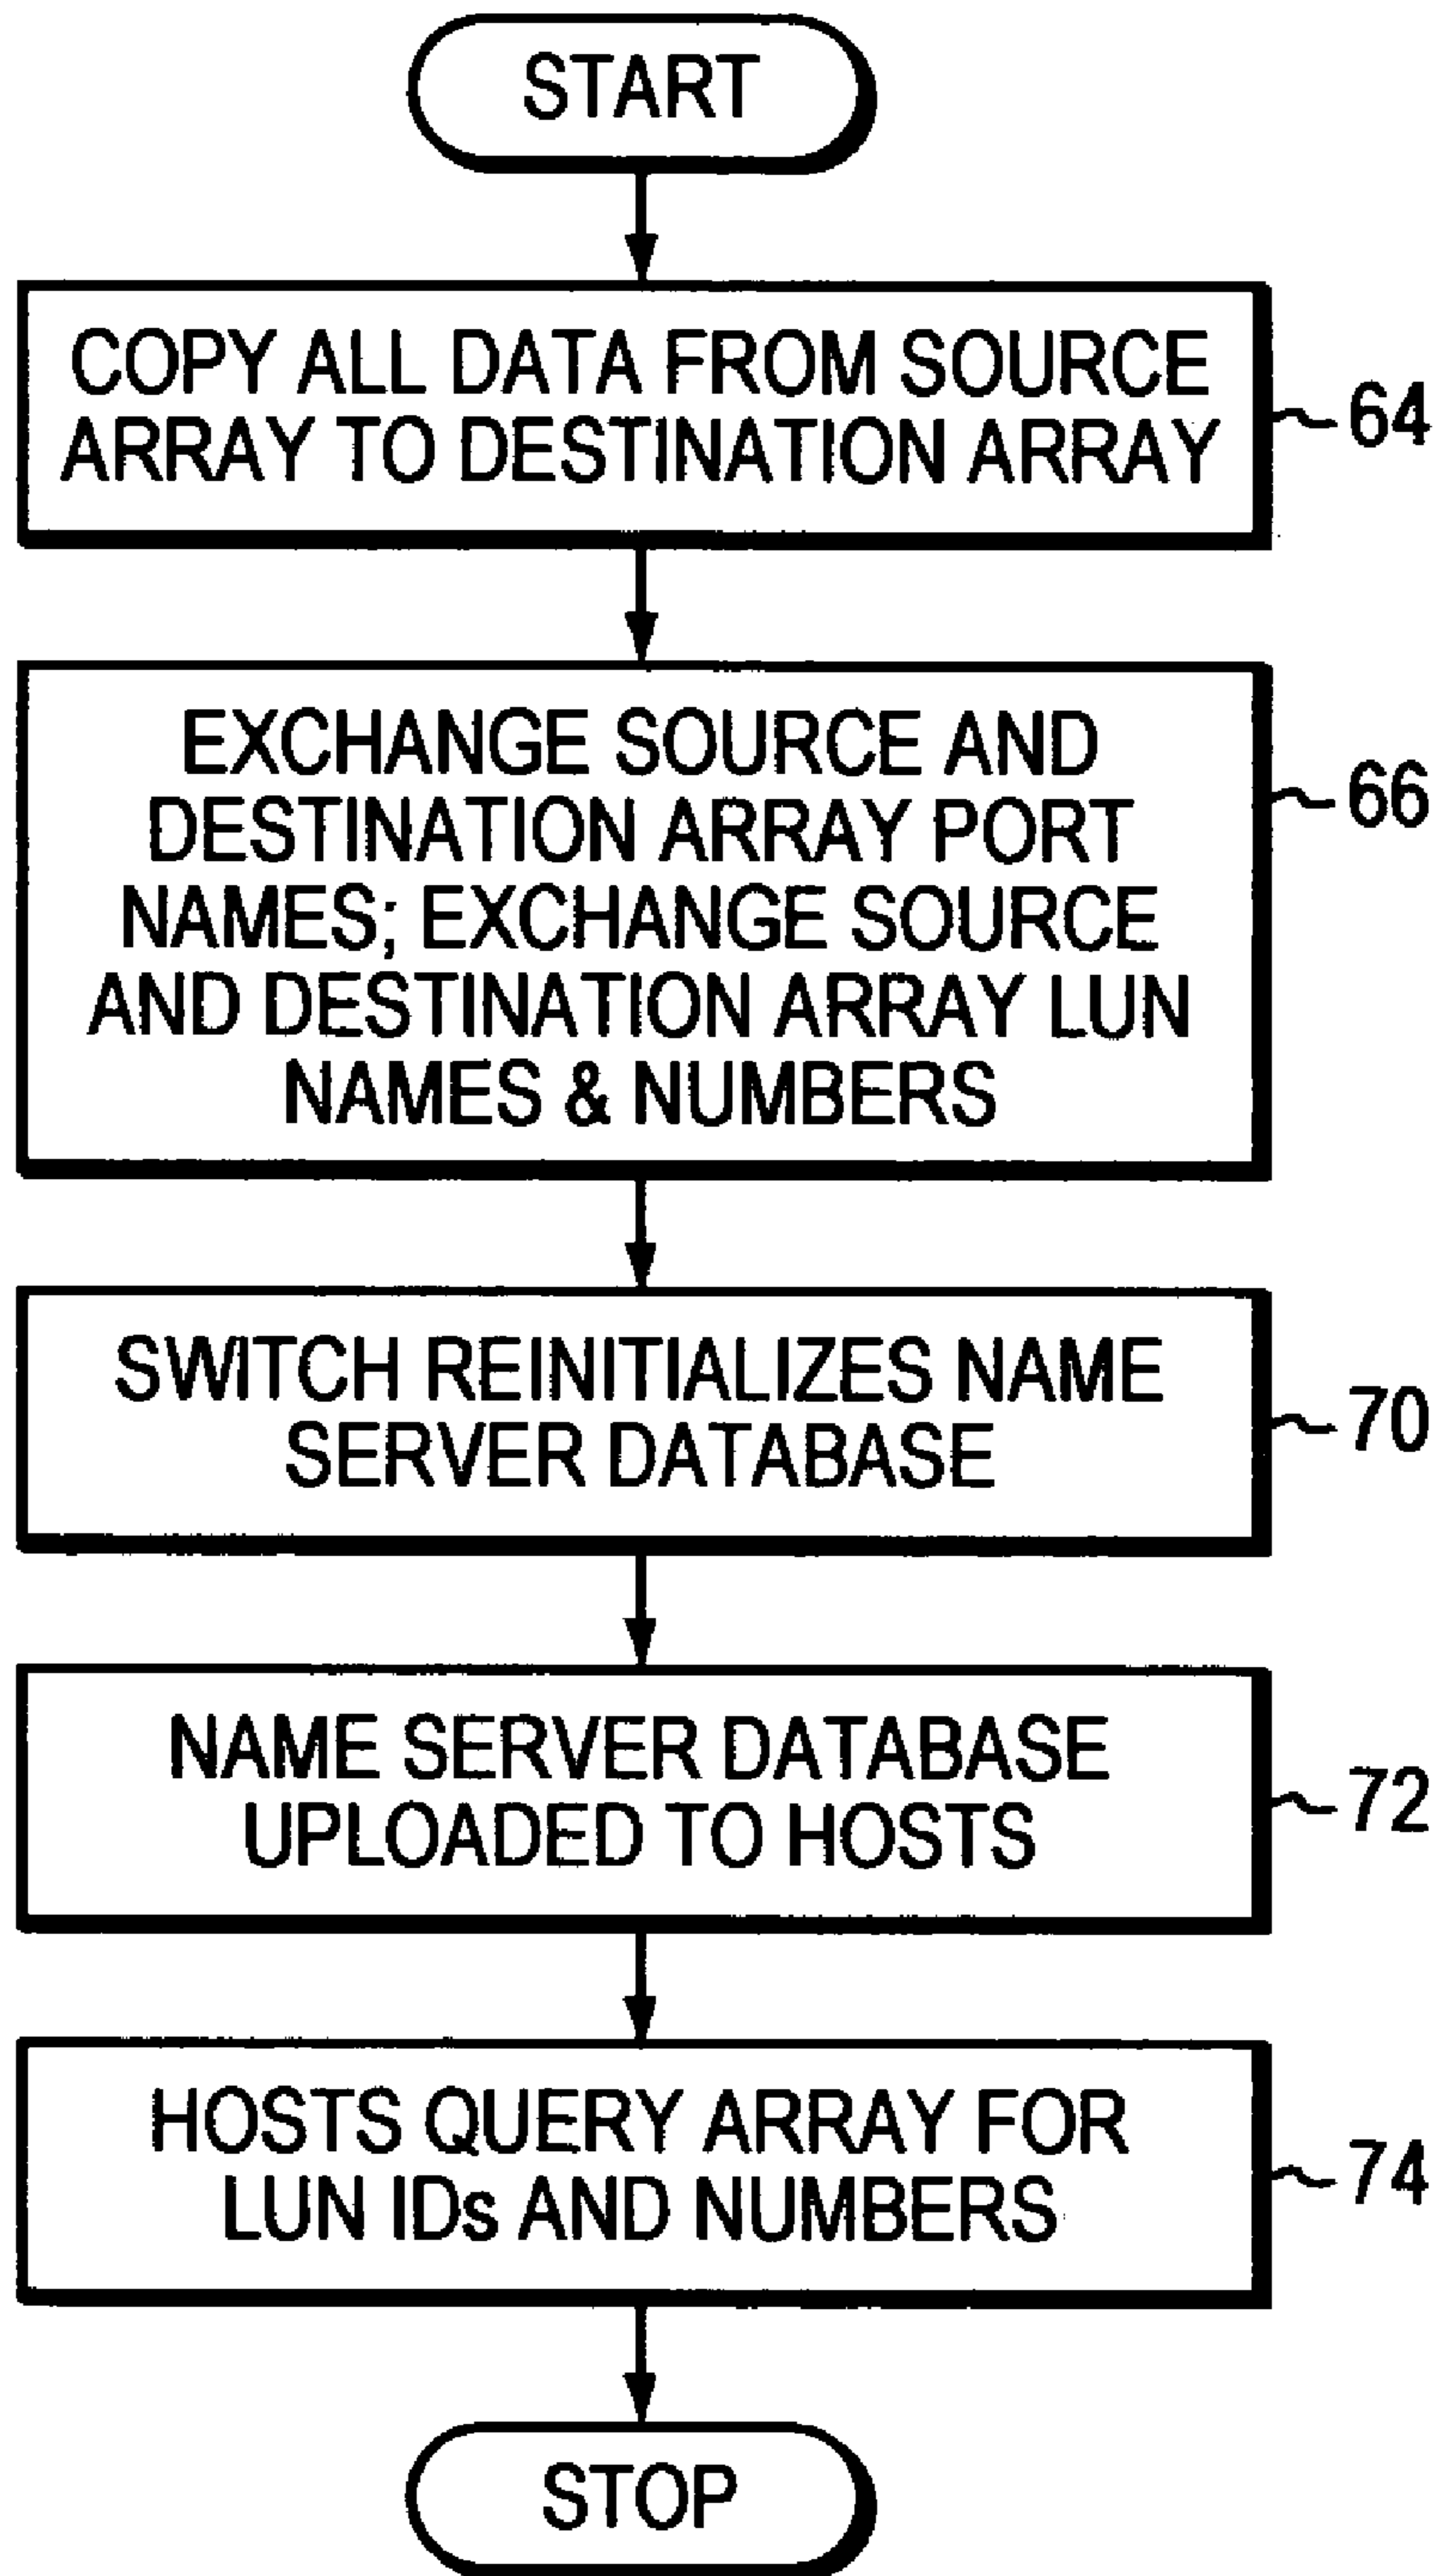 START
COPY ALL DATA FROM SOURCE
ARRAY TO DESTINATION ARRAY
64
EXCHANGE SOURCE AND
DESTINATION ARRAY PORT
NAMES; EXCHANGE SOURCE
AND DESTINATION ARRAY LUN
NAMES & NUMBERS
66
SWITCH REINITIALIZES NAME
SERVER DATABASE
70
NAME SERVER DATABASE
UPLOADED TO HOSTS
72
HOSTS QUERY ARRAY FOR
LUN IDs AND NUMBERS
74
STOP